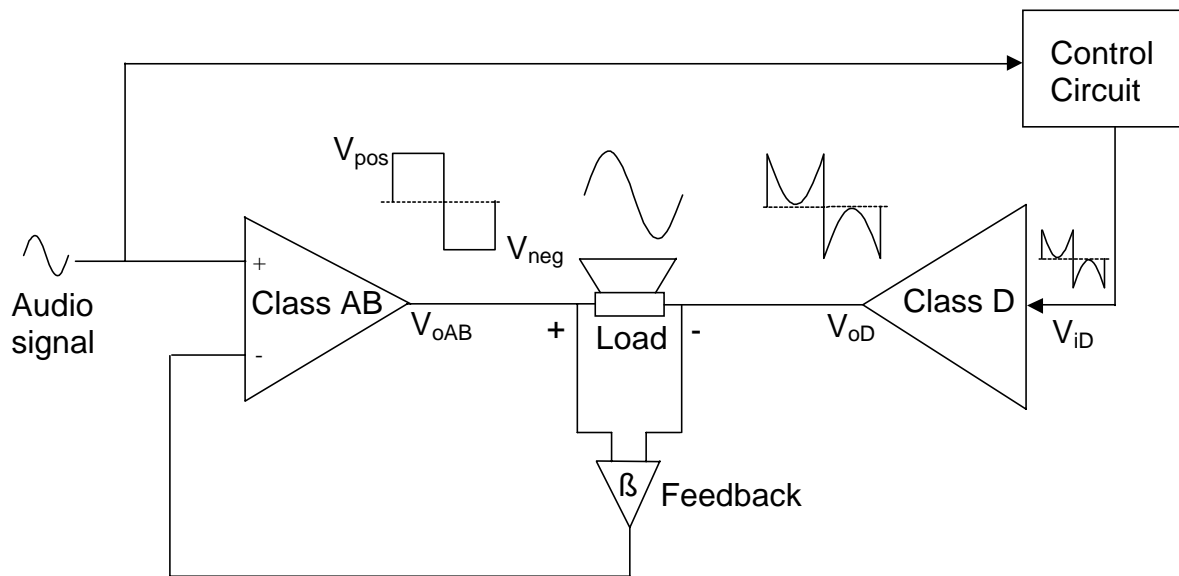 Control
Circuit
V_pos
V_neg
Audio
signal
+
-
Class AB
V_oAB
+
Load
-
V_oD
Class D
V_iD
ß
Feedback